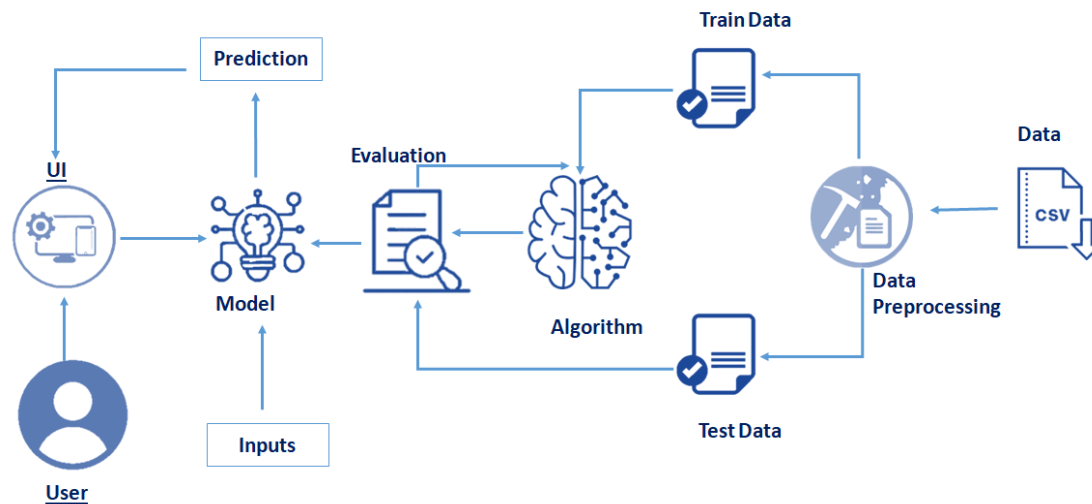 Train Data
Prediction
Data
Evaluation
UI
CSV
Model
Data
Preprocessing
Algorithm
Inputs
Test Data
User